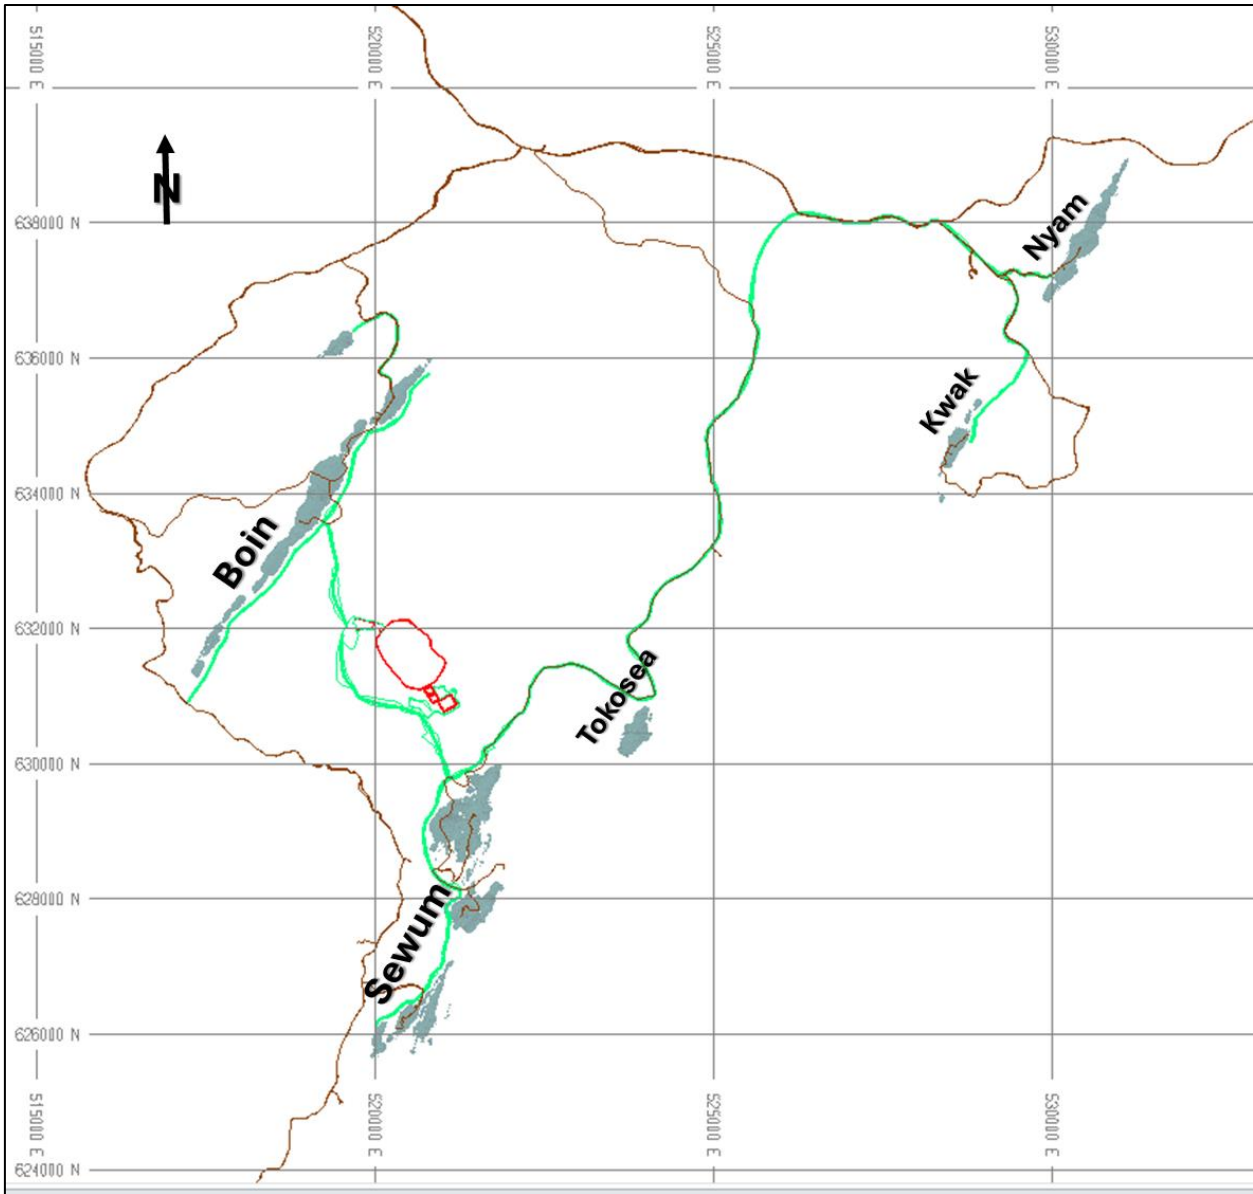 515000 E
520000 E
525000 E
530000 E
N
638000 N
Nyam
636000 N
Kwak
634000 N
Boin
632000 N
Tokosea
630000 N
628000 N
Sewum
626000 N
515000 E
520000 E
525000 E
530000 E
624000 N